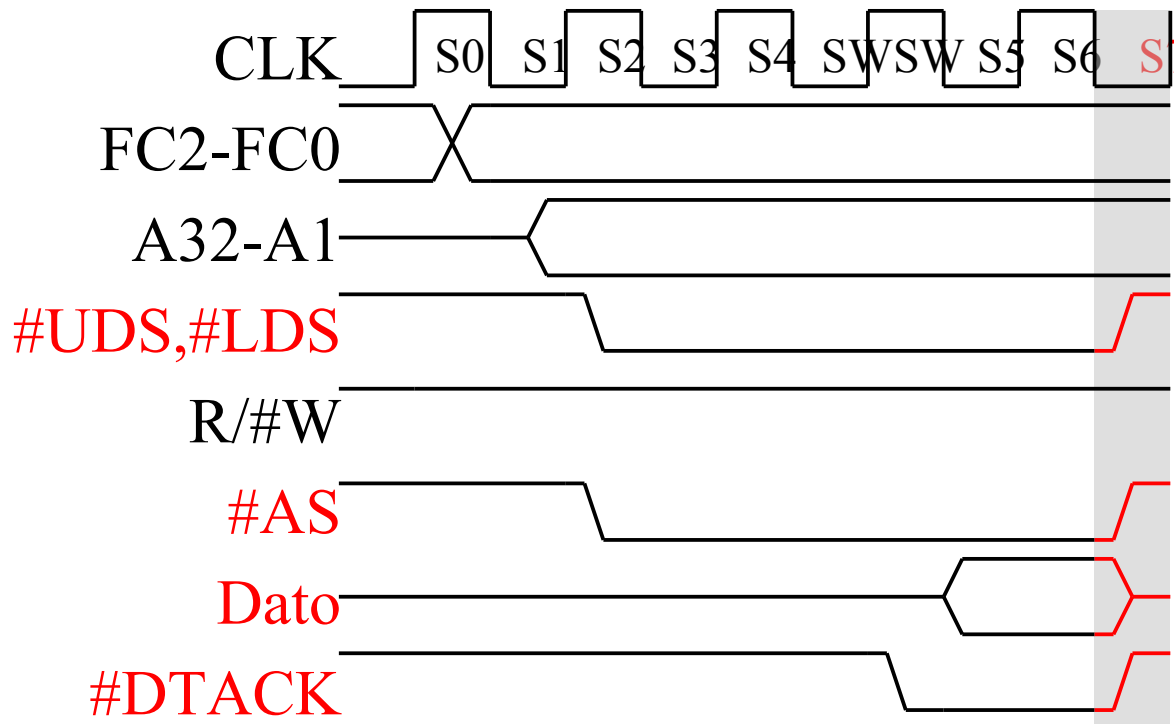 CLK S0 S1 S2 S3 S4 SW SW S5 S6
FC2-FC0
A32-A1
#UDS,#LDS
R/#W
#AS
Dato
#DTACK